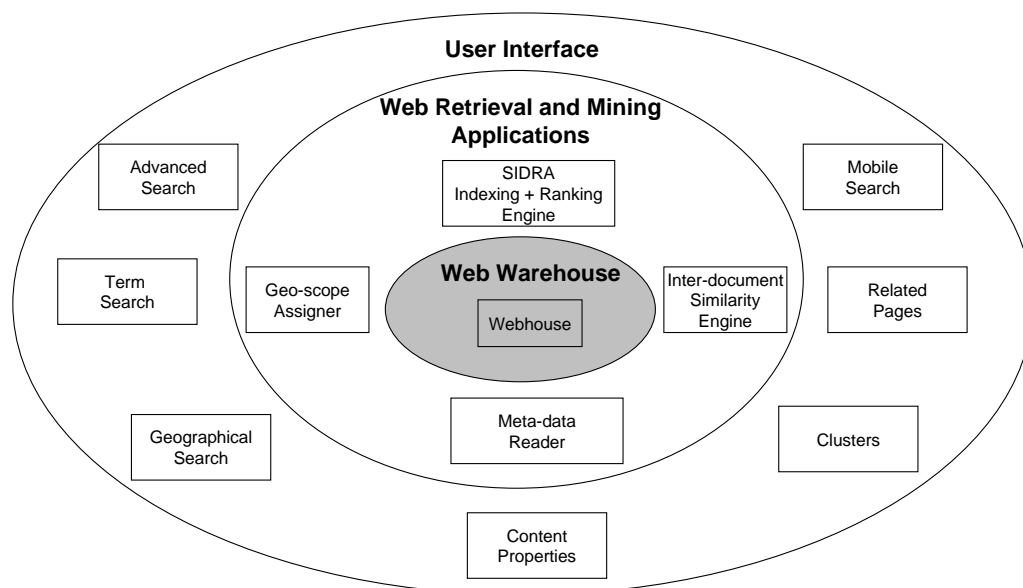 User Interface
Web Retrieval and Mining
Applications
Advanced
Search
SIDRA
Indexing + Ranking
Engine
Mobile
Search
Term
Search
Geo-scope
Assigner
Web Warehouse
Webhouse
Inter-document
Similarity
Engine
Related
Pages
Geographical
Search
Meta-data
Reader
Clusters
Content
Properties